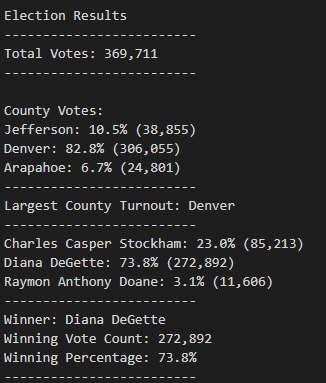 Election Results
-------------------------
Total Votes: 369,711
-------------------------
County Votes:
Jefferson: 10.5% (38,855)
Denver: 82.8% (306,055)
Arapahoe: 6.7% (24,801)
-------------------------
Largest County Turnout: Denver
-------------------------
Charles Casper Stockham: 23.0% (85,213)
Diana DeGette: 73.8% (272,892)
Raymon Anthony Doane: 3.1% (11,606)
-------------------------
Winner: Diana DeGette
Winning Vote Count: 272,892
Winning Percentage: 73.8%
-------------------------